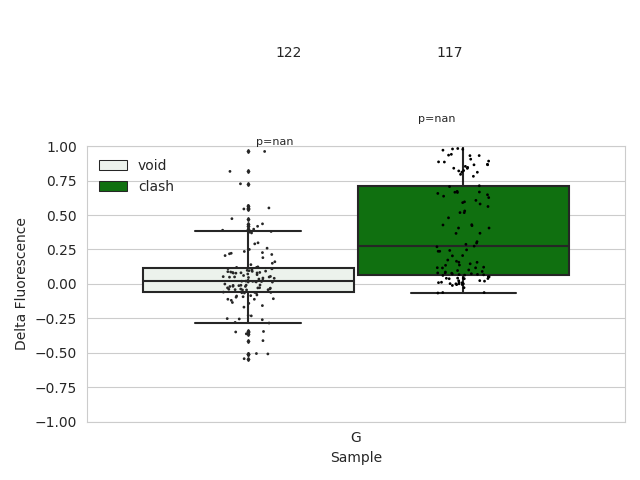 122 117
p=nan
p=nan
void
clash
1.00
0.75
0.50
0.25
0.00
−0.25
−0.50
−0.75
−1.00
Delta Fluorescence
G
Sample